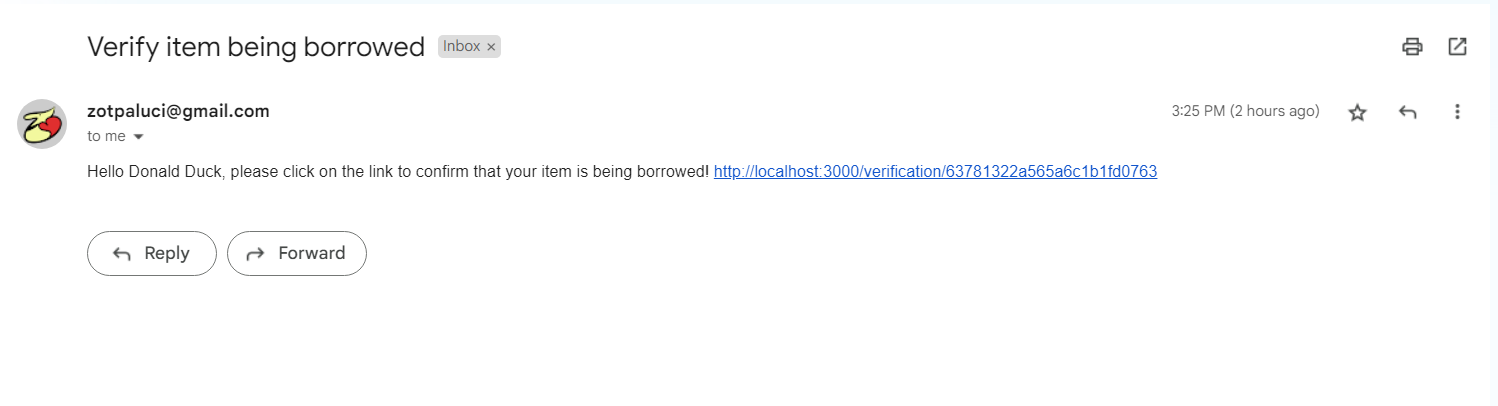 Verify item being borrowed Inbox ×
zotpaluci@gmail.com 3:25 PM (2 hours ago)
to me
Hello Donald Duck, please click on the link to confirm that your item is being borrowed! http://localhost:3000/verification/63781322a565a6c1b1fd0763
Reply Forward